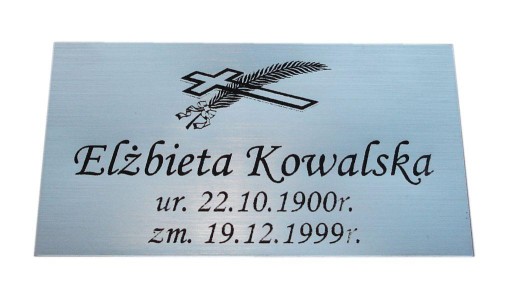 Elżbieta Kowalska
ur. 22.10.1900r.
zm. 19.12.1999r.